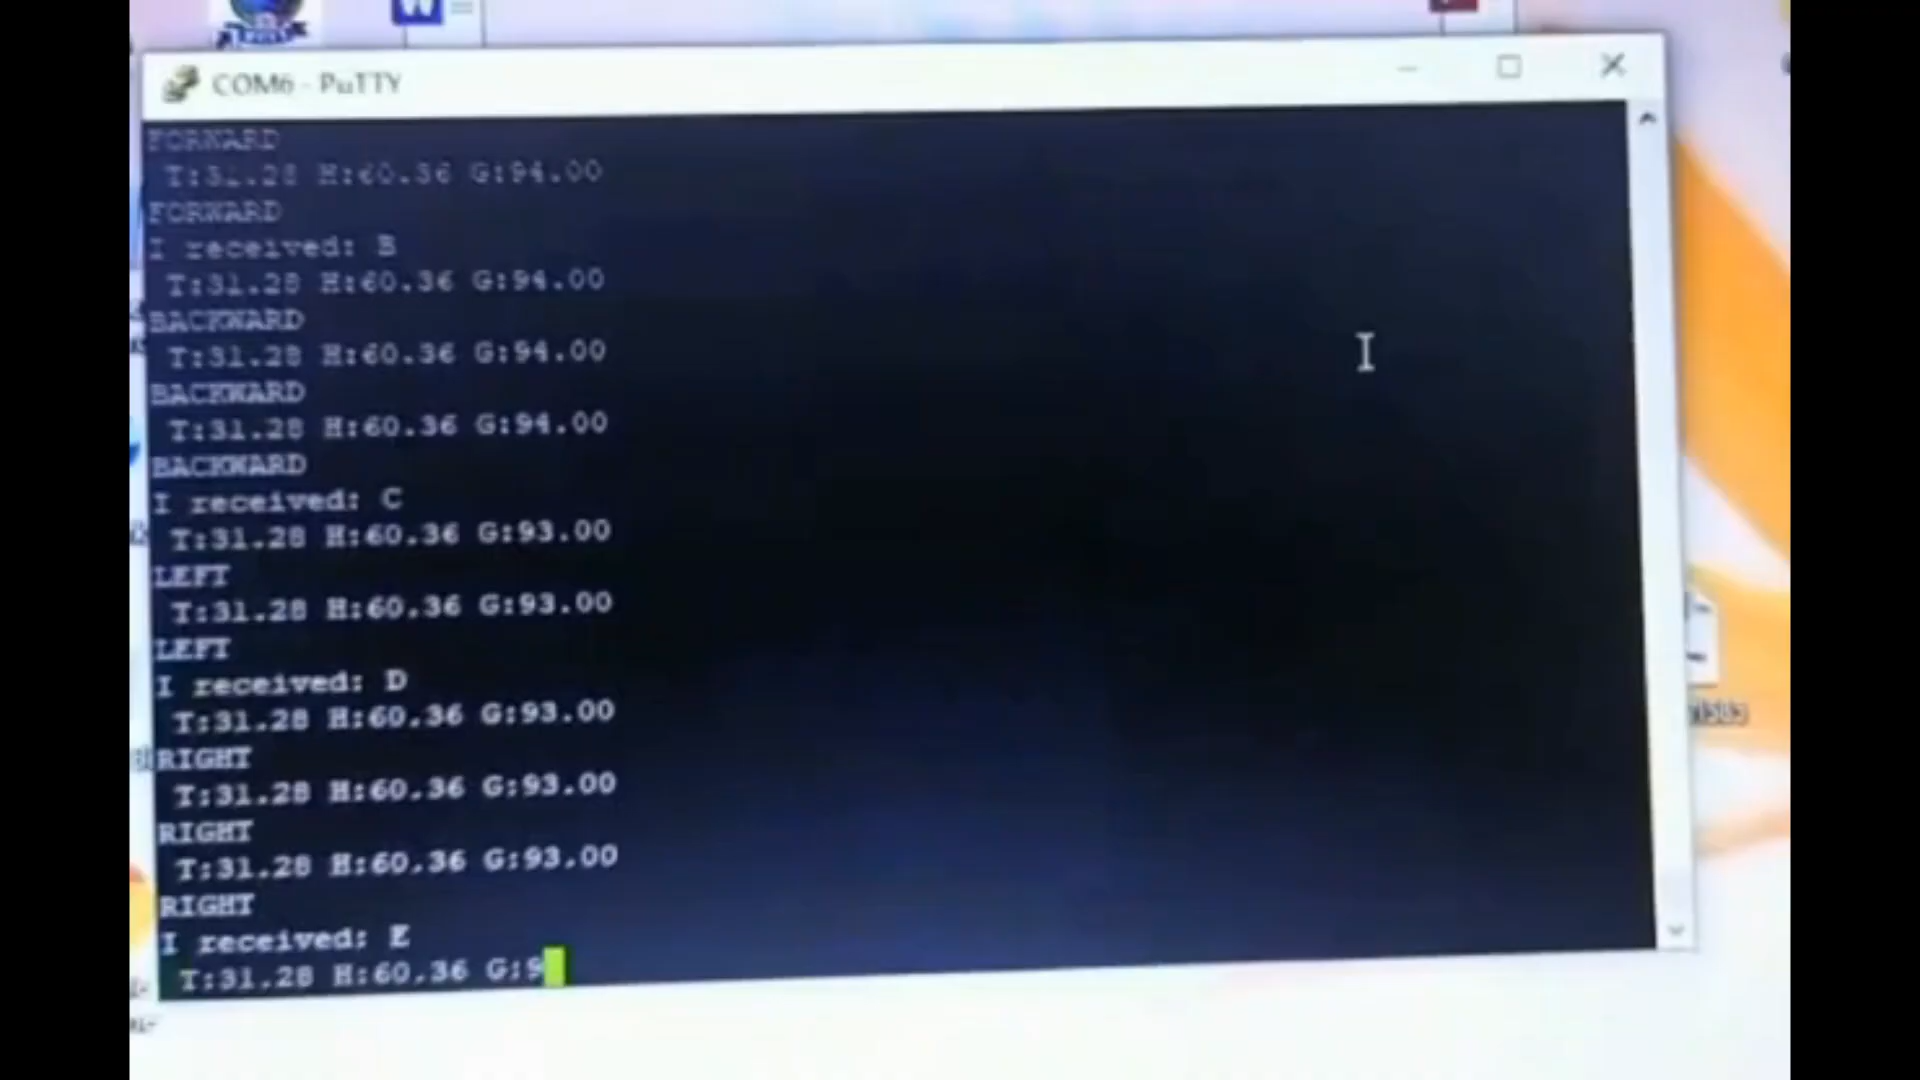 COM6 - PuTTY
FORWARD
T:31.28 H:60.36 G:94.00
FORWARD
I received: B
T:31.28 H:60.36 G:94.00
BACKWARD
T:31.28 H:60.36 G:94.00
BACKWARD
T:31.28 H:60.36 G:94.00
BACKWARD
I received: C
T:31.28 H:60.36 G:93.00
LEFT
T:31.28 H:60.36 G:93.00
LEFT
I received: D
T:31.28 H:60.36 G:93.00
RIGHT
T:31.28 H:60.36 G:93.00
RIGHT
T:31.28 H:60.36 G:93.00
RIGHT
I received: E
T:31.28 H:60.36 G:9